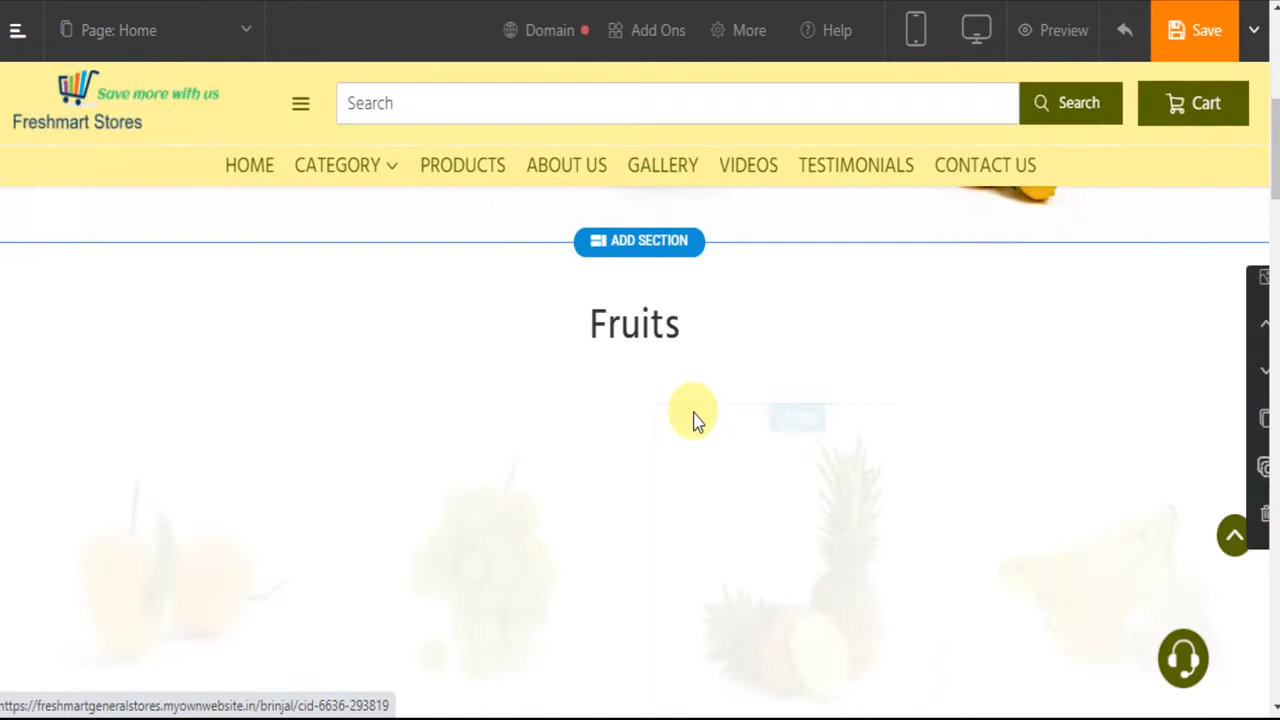 Page: Home
Domain
Add Ons
More
Help
Preview
Save
Save more with us
Freshmart Stores
Search
Search
Cart
HOME
CATEGORY
PRODUCTS
ABOUT US
GALLERY
VIDEOS
TESTIMONIALS
CONTACT US
ADD SECTION
Fruits
https://freshmartgeneralstores.myownwebsite.in/brinjal/cid-6636-293819